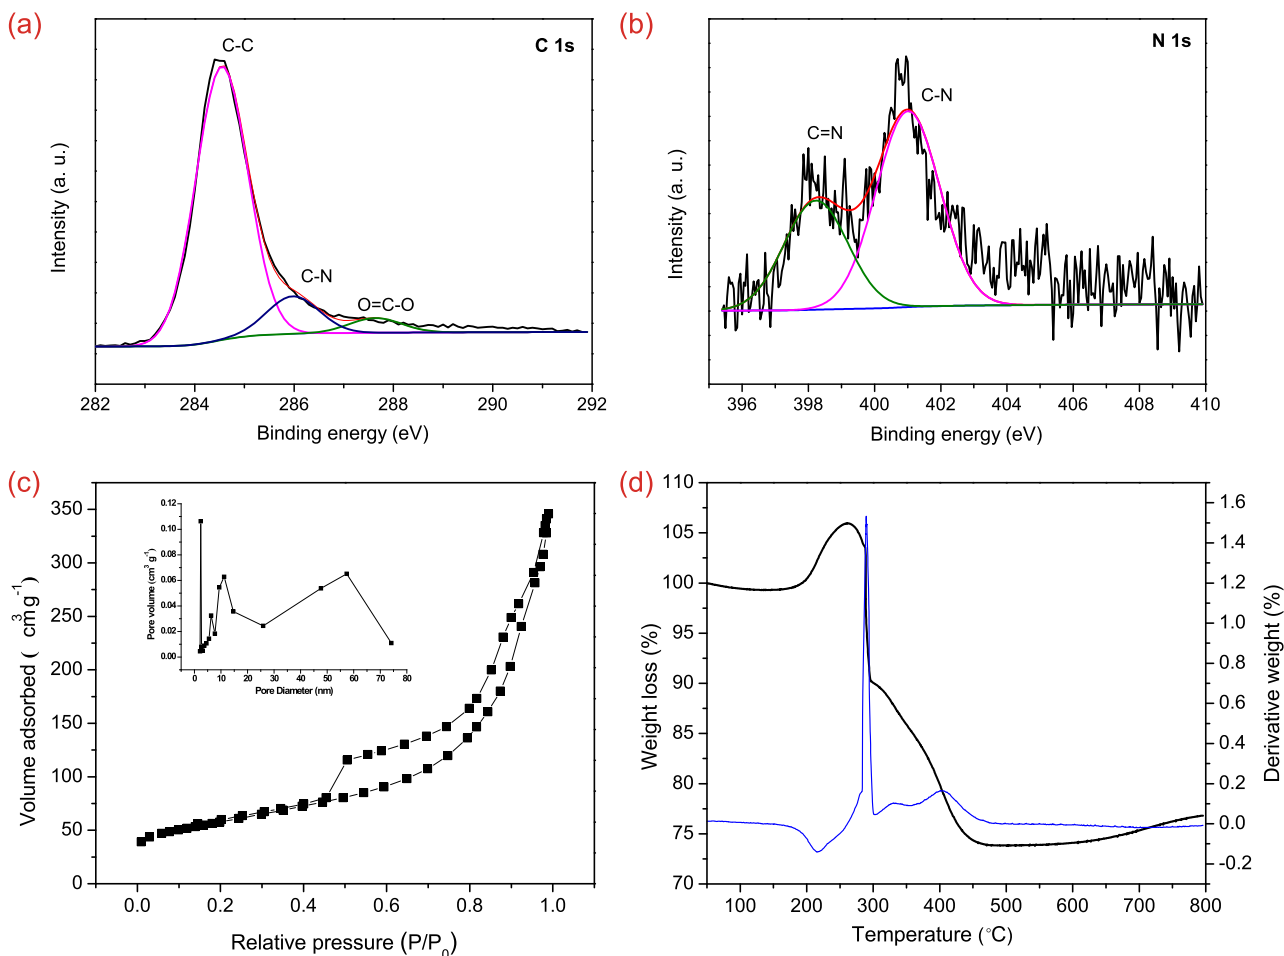 (a)
C 1s
C-C
C-N
O=C-O
Intensity (a. u.)
282 284 286 288 290 292
Binding energy (eV)
(b)
N 1s
C=N
C-N
Intensity (a. u.)
396 398 400 402 404 406 408 410
Binding energy (eV)
(c)
350
300
250
200
150
100
50
0
Volume adsorbed ( cm³g⁻¹)
0.0 0.2 0.4 0.6 0.8 1.0
Relative pressure (P/P₀)
0.12
0.10
0.08
0.06
0.04
0.02
0.00
Pore volume (cm³ g⁻¹)
0 10 20 30 40 50 60 70 80
Pore Diameter (nm)
(d)
110
105
100
95
90
85
80
75
70
Weight loss (%)
1.6
1.4
1.2
1.0
0.8
0.6
0.4
0.2
0.0
-0.2
Derivative weight (%)
100 200 300 400 500 600 700 800
Temperature (°C)